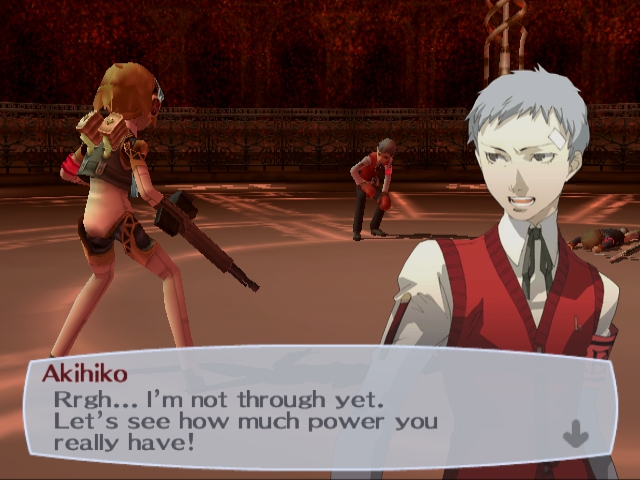 Akihiko
Rrgh... I'm not through yet.
Let's see how much power you
really have!